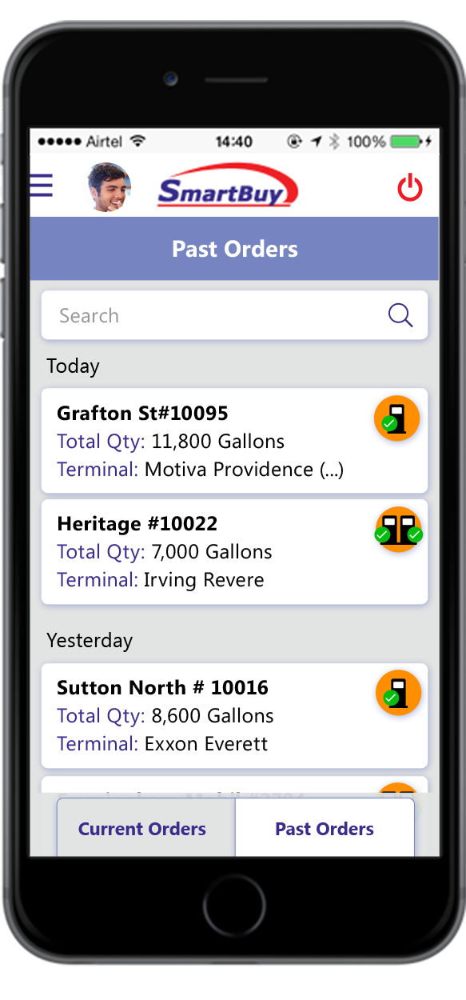 Airtel 14:40 100%
SmartBuy
Past Orders
Search
Today
Grafton St#10095
Total Qty: 11,800 Gallons
Terminal: Motiva Providence (...)
Heritage #10022
Total Qty: 7,000 Gallons
Terminal: Irving Revere
Yesterday
Sutton North # 10016
Total Qty: 8,600 Gallons
Terminal: Exxon Everett
Current Orders Past Orders